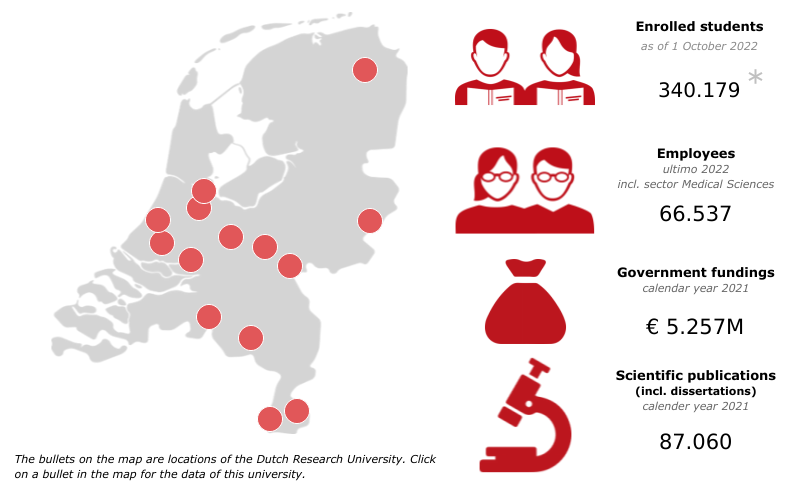 Enrolled students
as of 1 October 2022
340.179 *
Employees
ultimo 2022
incl. sector Medical Sciences
66.537
Government fundings
calendar year 2021
€ 5.257M
Scientific publications
(incl. dissertations)
calender year 2021
87.060
The bullets on the map are locations of the Dutch Research University. Click
on a bullet in the map for the data of this university.